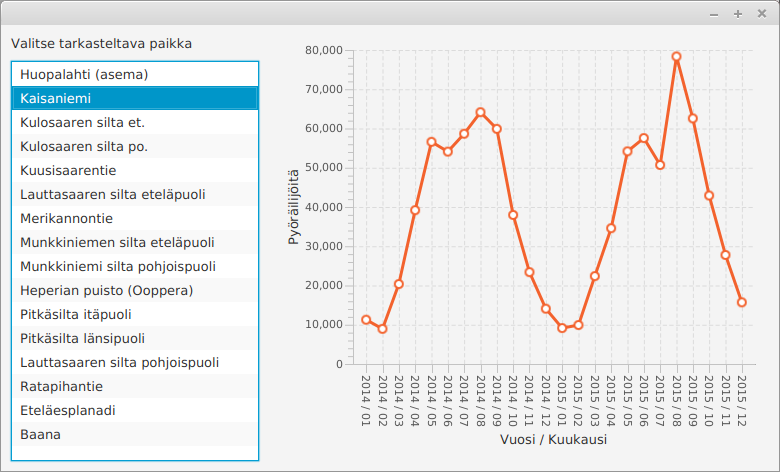 Valitse tarkasteltava paikka
Huopalahti (asema)
Kaisaniemi
Kulosaaren silta et.
Kulosaaren silta po.
Kuusisaarentie
Lauttasaaren silta eteläpuoli
Merikannontie
Munkkiniemen silta eteläpuoli
Munkkiniemi silta pohjoispuoli
Heperian puisto (Ooppera)
Pitkäsilta itäpuoli
Pitkäsilta länsipuoli
Lauttasaaren silta pohjoispuoli
Ratapihantie
Eteläesplanadi
Baana
Pyöräilijöitä
80,000
70,000
60,000
50,000
40,000
30,000
20,000
10,000
0
2014 / 01
2014 / 02
2014 / 03
2014 / 04
2014 / 05
2014 / 06
2014 / 07
2014 / 08
2014 / 09
2014 / 10
2014 / 11
2014 / 12
2015 / 01
2015 / 02
2015 / 03
2015 / 04
2015 / 05
2015 / 06
2015 / 07
2015 / 08
2015 / 09
2015 / 10
2015 / 11
2015 / 12
Vuosi / Kuukausi